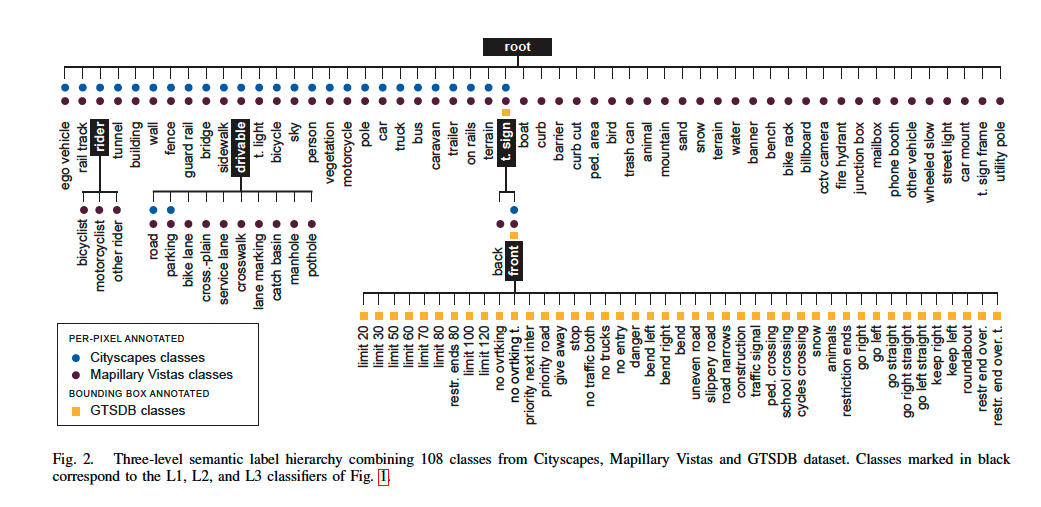 root
ego vehicle
rail track
rider
tunnel
building
wall
fence
guard rail
bridge
sidewalk
drivable
t. light
bicycle
sky
person
vegetation
motorcycle
pole
car
truck
bus
caravan
trailer
on rails
terrain
t. sign
boat
curb
barrier
curb cut
ped. area
bird
trash can
animal
mountain
sand
snow
terrain
water
banner
bench
bike rack
billboard
cctv camera
fire hydrant
junction box
mailbox
phone booth
other vehicle
wheeled slow
street light
car mount
t. sign frame
utility pole
bicyclist
motorcyclist
other rider
road
parking
bike lane
cross.-plain
service lane
crosswalk
lane marking
catch basin
manhole
pothole
back
front
limit 20
limit 30
limit 50
limit 60
limit 70
limit 80
restr. ends 80
limit 100
limit 120
no ovrtking
no ovrtking t.
priority next inter
priority road
give away
stop
no traffic both
no trucks
no entry
danger
bend left
bend right
bend
uneven road
slippery road
road narrows
construction
traffic signal
ped. crossing
school crossing
cycles crossing
snow
animals
restriction ends
go right
go left
go straight
go right straight
go left straight
keep right
keep left
roundabout
restr end over.
restr. end over. t.
PER-PIXEL ANNOTATED
Cityscapes classes
Mapillary Vistas classes
BOUNDING BOX ANNOTATED
GTSDB classes
Fig. 2. Three-level semantic label hierarchy combining 108 classes from Cityscapes, Mapillary Vistas and GTSDB dataset. Classes marked in black
correspond to the L1, L2, and L3 classifiers of Fig. 1.